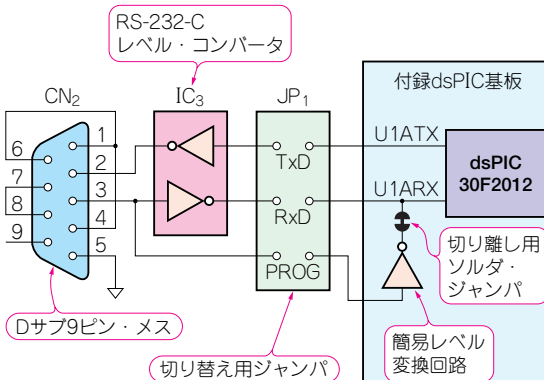 RS-232-C
レベル・コンバータ
CN2
IC3
JP1
付録dsPIC基板
1
2
3
4
5
6
7
8
9
TxD
RxD
PROG
U1ATX
U1ARX
dsPIC
30F2012
切り離し用
ソルダ・
ジャンパ
Dサブ9ピン・メス
切り替え用ジャンパ
簡易レベル
変換回路